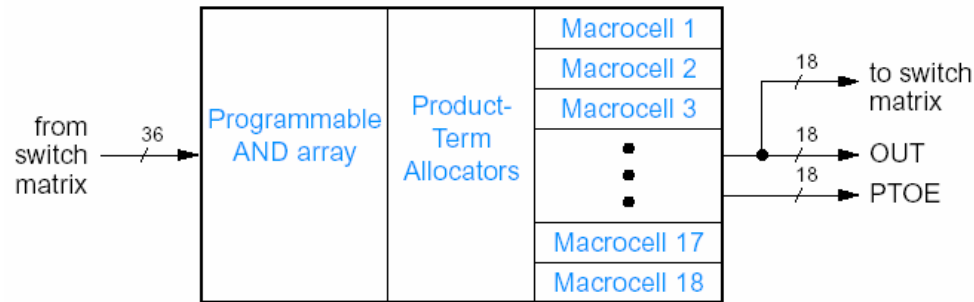 from
switch
matrix
36
Programmable
AND array
Product-
Term
Allocators
Macrocell 1
Macrocell 2
Macrocell 3
Macrocell 17
Macrocell 18
18
to switch
matrix
18
OUT
18
PTOE